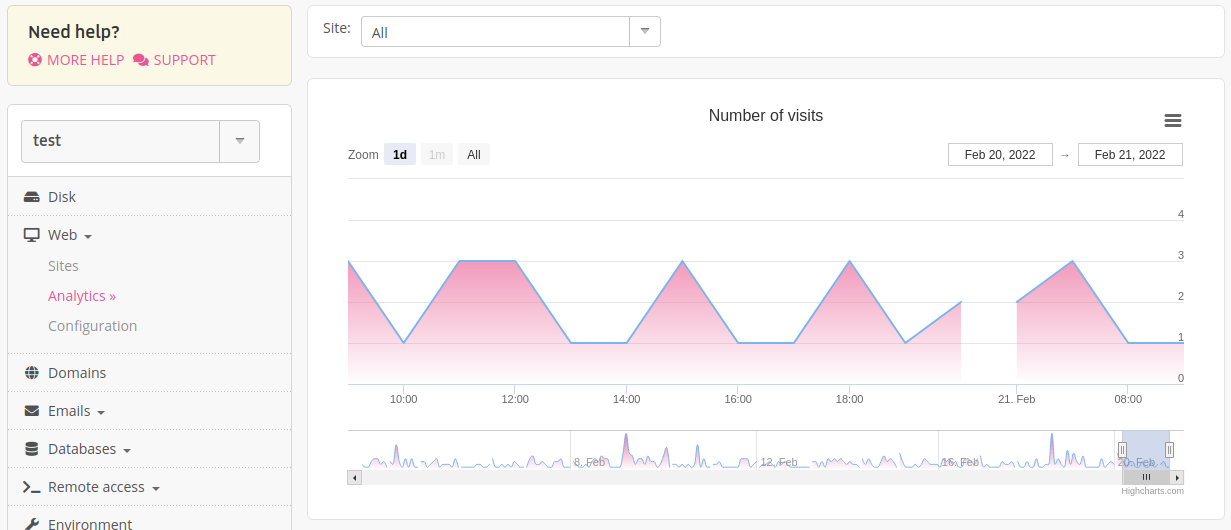 Need help?
MORE HELP SUPPORT
test
Disk
Web
Sites
Analytics »
Configuration
Domains
Emails
Databases
Remote access
Environment
Site: All
Number of visits
Zoom 1d 1m All Feb 20, 2022 → Feb 21, 2022
4
3
2
1
0
10:00 12:00 14:00 16:00 18:00 21. Feb 08:00
8. Feb 12. Feb 16. Feb 20. Feb
Highcharts.com